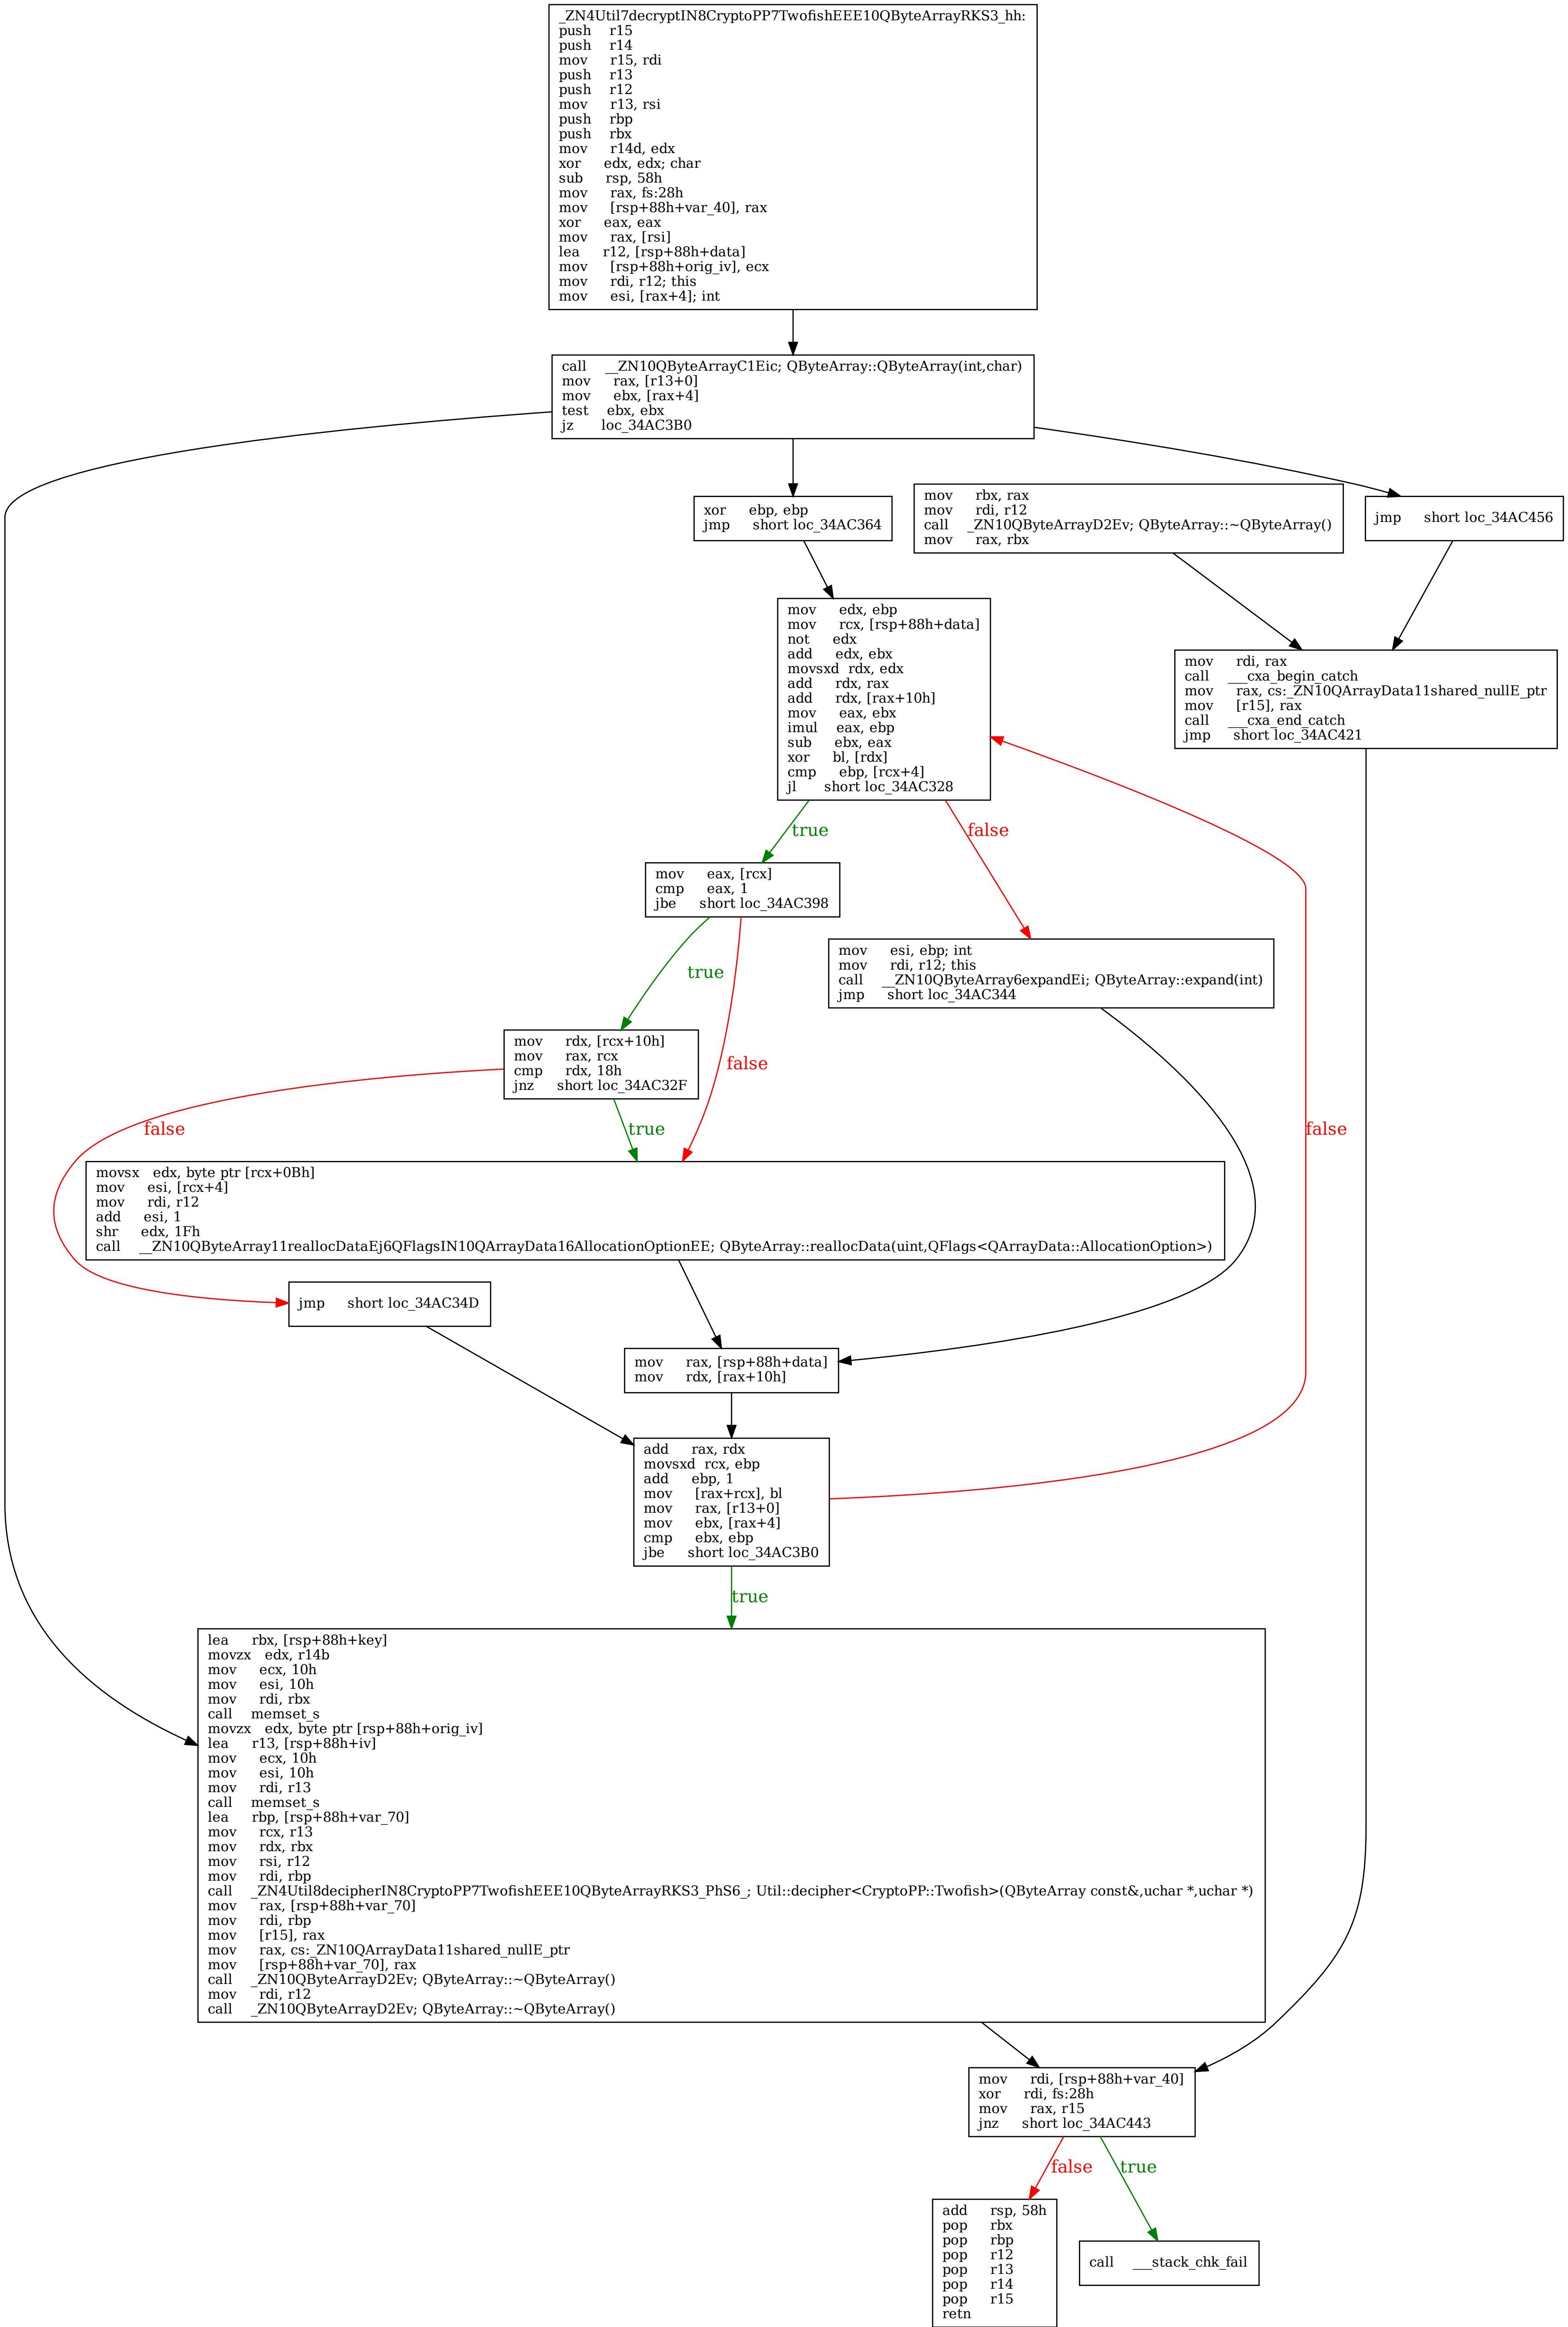 _ZN4Util7decryptIN8CryptoPP7TwofishEEE10QByteArrayRKS3_hh:
push r15
push r14
mov r15, rdi
push r13
push r12
mov r13, rsi
push rbp
push rbx
mov r14d, edx
xor edx, edx; char
sub rsp, 58h
mov rax, fs:28h
mov [rsp+88h+var_40], rax
xor eax, eax
mov rax, [rsi]
lea r12, [rsp+88h+data]
mov [rsp+88h+orig_iv], ecx
mov rdi, r12; this
mov esi, [rax+4]; int
call __ZN10QByteArrayC1Eic; QByteArray::QByteArray(int,char)
mov rax, [r13+0]
mov ebx, [rax+4]
test ebx, ebx
jz loc_34AC3B0
xor ebp, ebp
jmp short loc_34AC364
mov rbx, rax
mov rdi, r12
call _ZN10QByteArrayD2Ev; QByteArray::~QByteArray()
mov rax, rbx
jmp short loc_34AC456
mov edx, ebp
mov rcx, [rsp+88h+data]
not edx
add edx, ebx
movsxd rdx, edx
add rdx, rax
add rdx, [rax+10h]
mov eax, ebx
imul eax, ebp
sub ebx, eax
xor bl, [rdx]
cmp ebp, [rcx+4]
jl short loc_34AC328
mov rdi, rax
call ___cxa_begin_catch
mov rax, cs:_ZN10QArrayData11shared_nullE_ptr
mov [r15], rax
call ___cxa_end_catch
jmp short loc_34AC421
true
false
mov eax, [rcx]
cmp eax, 1
jbe short loc_34AC398
mov esi, ebp; int
mov rdi, r12; this
call __ZN10QByteArray6expandEi; QByteArray::expand(int)
jmp short loc_34AC344
true
false
mov rdx, [rcx+10h]
mov rax, rcx
cmp rdx, 18h
jnz short loc_34AC32F
false
true
false
movsx edx, byte ptr [rcx+0Bh]
mov esi, [rcx+4]
mov rdi, r12
add esi, 1
shr edx, 1Fh
call __ZN10QByteArray11reallocDataEj6QFlagsIN10QArrayData16AllocationOptionEE; QByteArray::reallocData(uint,QFlags<QArrayData::AllocationOption>)
jmp short loc_34AC34D
mov rax, [rsp+88h+data]
mov rdx, [rax+10h]
add rax, rdx
movsxd rcx, ebp
add ebp, 1
mov [rax+rcx], bl
mov rax, [r13+0]
mov ebx, [rax+4]
cmp ebx, ebp
jbe short loc_34AC3B0
true
lea rbx, [rsp+88h+key]
movzx edx, r14b
mov ecx, 10h
mov esi, 10h
mov rdi, rbx
call memset_s
movzx edx, byte ptr [rsp+88h+orig_iv]
lea r13, [rsp+88h+iv]
mov ecx, 10h
mov esi, 10h
mov rdi, r13
call memset_s
lea rbp, [rsp+88h+var_70]
mov rcx, r13
mov rdx, rbx
mov rsi, r12
mov rdi, rbp
call _ZN4Util8decipherIN8CryptoPP7TwofishEEE10QByteArrayRKS3_PhS6_; Util::decipher<CryptoPP::Twofish>(QByteArray const&,uchar *,uchar *)
mov rax, [rsp+88h+var_70]
mov rdi, rbp
mov [r15], rax
mov rax, cs:_ZN10QArrayData11shared_nullE_ptr
mov [rsp+88h+var_70], rax
call _ZN10QByteArrayD2Ev; QByteArray::~QByteArray()
mov rdi, r12
call _ZN10QByteArrayD2Ev; QByteArray::~QByteArray()
mov rdi, [rsp+88h+var_40]
xor rdi, fs:28h
mov rax, r15
jnz short loc_34AC443
false
true
add rsp, 58h
pop rbx
pop rbp
pop r12
pop r13
pop r14
pop r15
retn
call ___stack_chk_fail